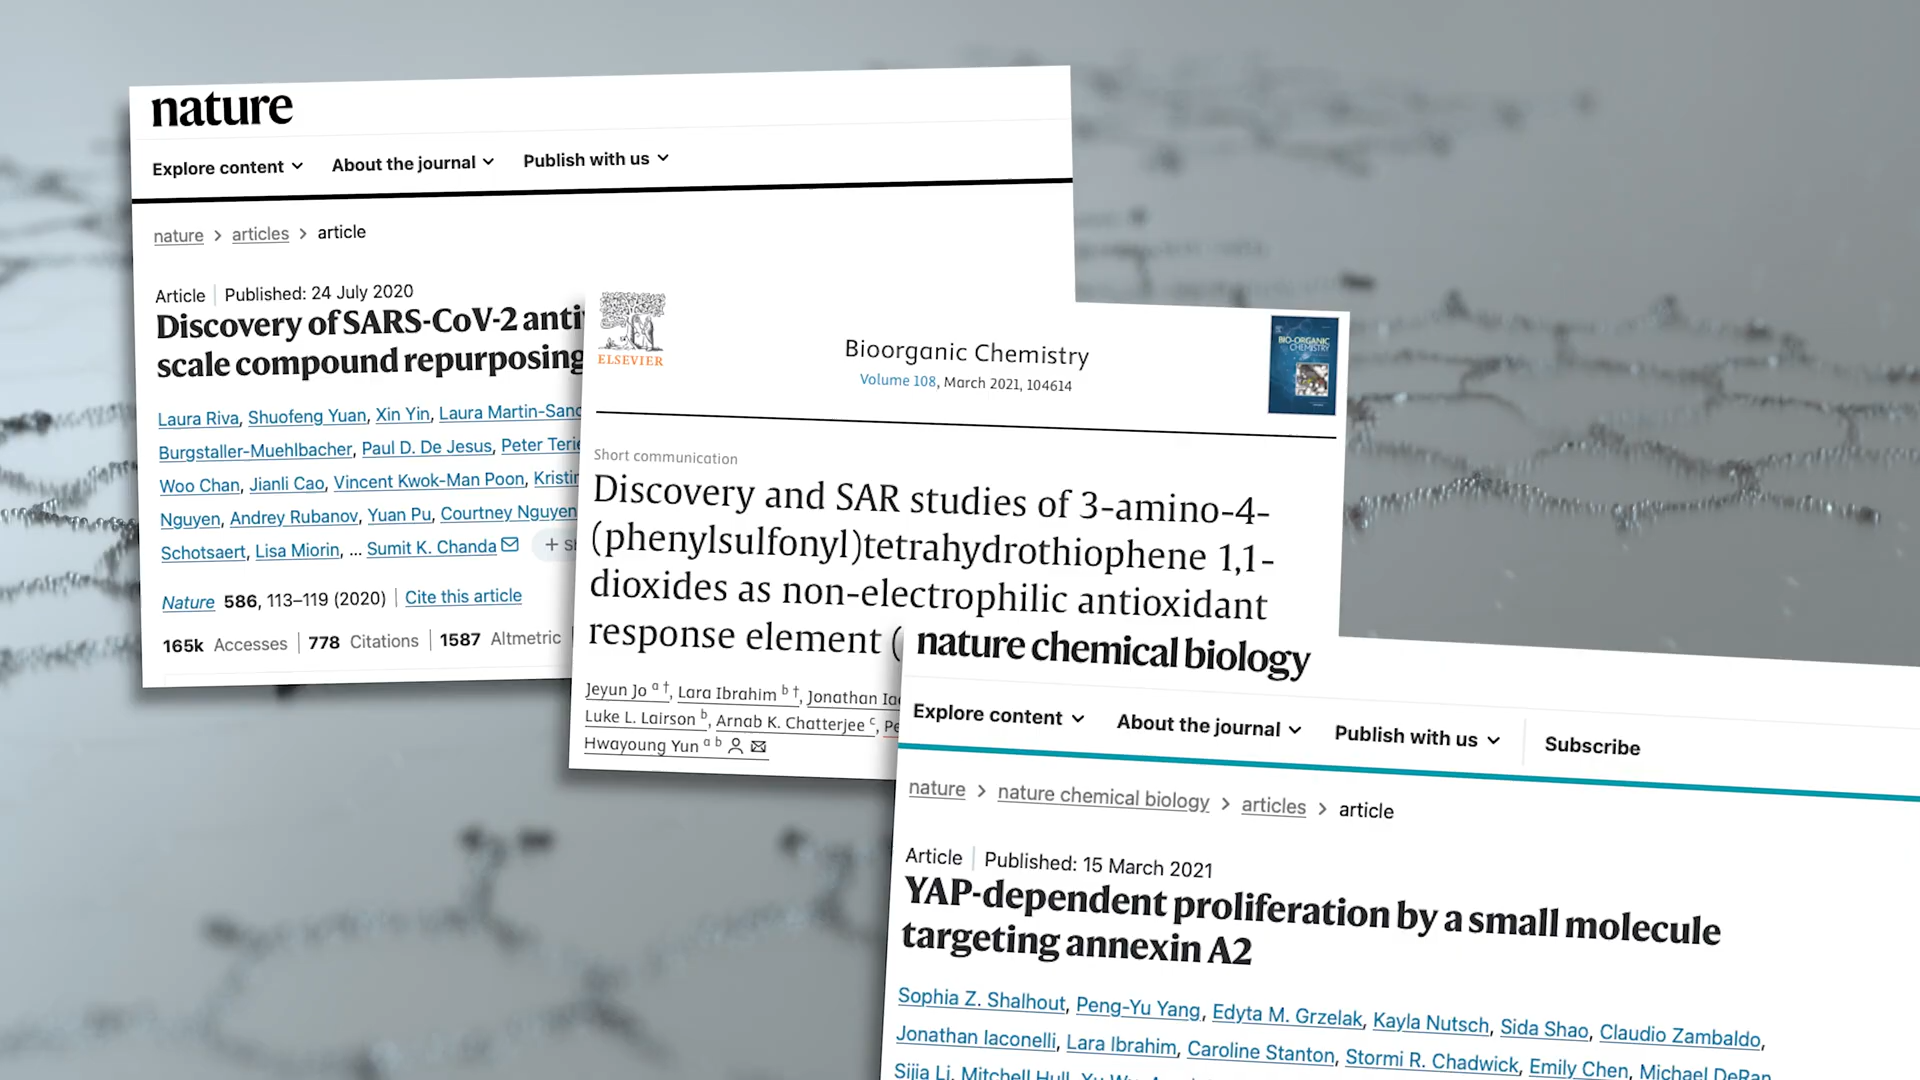 nature
Explore content About the journal Publish with us
nature > articles > article
Article | Published: 24 July 2020
Discovery of SARS-CoV-2
scale compound repurposing
Laura Riva, Shuofeng Yuan, Xin Yin,
Burgstaller-Muehlbacher, Paul D. De Jesus, Peter
Woo Chan, Jianli Cao, Vincent Kwok-Man Poon,
Nguyen, Andrey Rubanov, Yuan Pu, Courtney Nguyen
Schotsaert, Lisa Miorin, ... Sumit K. Chanda +
Nature 586, 113–119 (2020) | Cite this article
165k Accesses | 778 Citations | 1587 Altmetric
ELSEVIER
Bioorganic Chemistry
Volume 108, March 2021, 104614
BIO-ORGANIC
CHEMISTRY
Short communication
Discovery and SAR studies of 3-amino-4-
(phenylsulfonyl)tetrahydrothiophene 1,1-
dioxides as non-electrophilic antioxidant
response element (
Jeyun Jo a †, Lara Ibrahim b †, Jonathan
Luke L. Lairson b, Arnab K. Chatterjee c,
Hwayoung Yun a b
nature chemical biology
Explore content About the journal Publish with us Subscribe
nature > nature chemical biology > articles > article
Article | Published: 15 March 2021
YAP-dependent proliferation by a small molecule
targeting annexin A2
Sophia Z. Shalhout, Peng-Yu Yang, Edyta M. Grzelak, Kayla Nutsch, Sida Shao, Claudio Zambaldo,
Jonathan Iaconelli, Lara Ibrahim, Caroline Stanton, Stormi R. Chadwick, Emily Chen, Michael DeRan,
Sijia Li, Mitchell Hull,